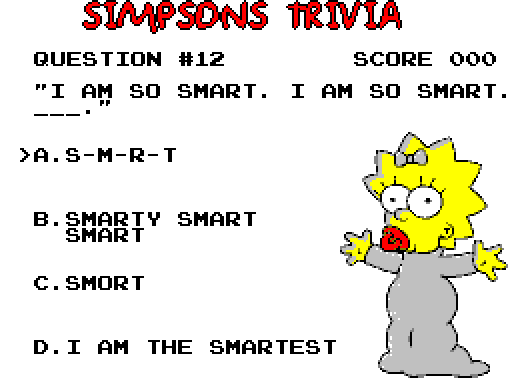 SIMPSONS TRIVIA
QUESTION #12 SCORE 000
"I AM SO SMART. I AM SO SMART.
___."
>A.S-M-R-T
B.SMARTY SMART
SMART
C.SMORT
D.I AM THE SMARTEST